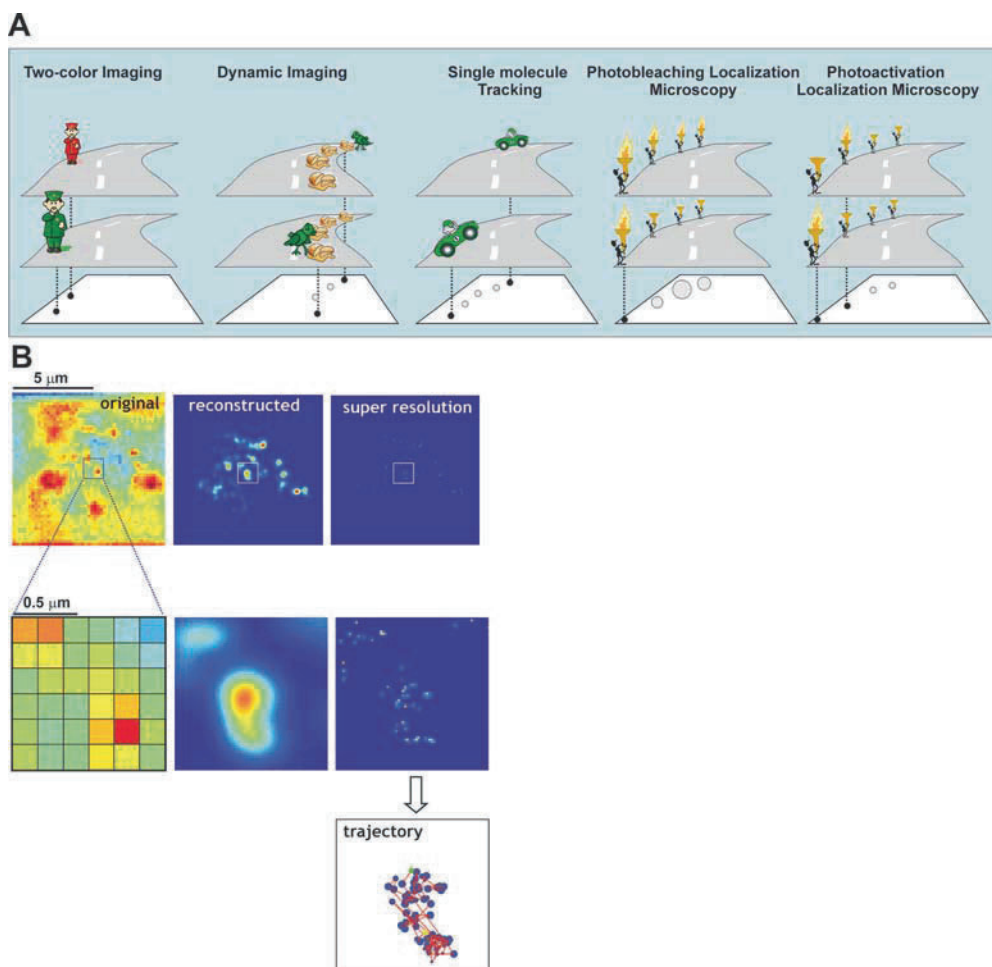 A
Two-color Imaging
Dynamic Imaging
Single molecule
Tracking
Photobleaching Localization
Microscopy
Photoactivation
Localization Microscopy
B
5 μm
original
reconstructed
super resolution
0.5 μm
trajectory